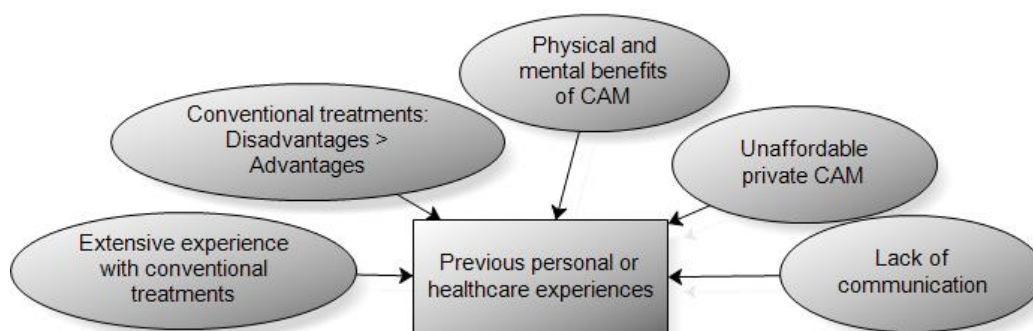 Physical and
mental benefits
of CAM
Conventional treatments:
Disadvantages >
Advantages
Unaffordable
private CAM
Extensive experience
with conventional
treatments
Previous personal or
healthcare experiences
Lack of
communication